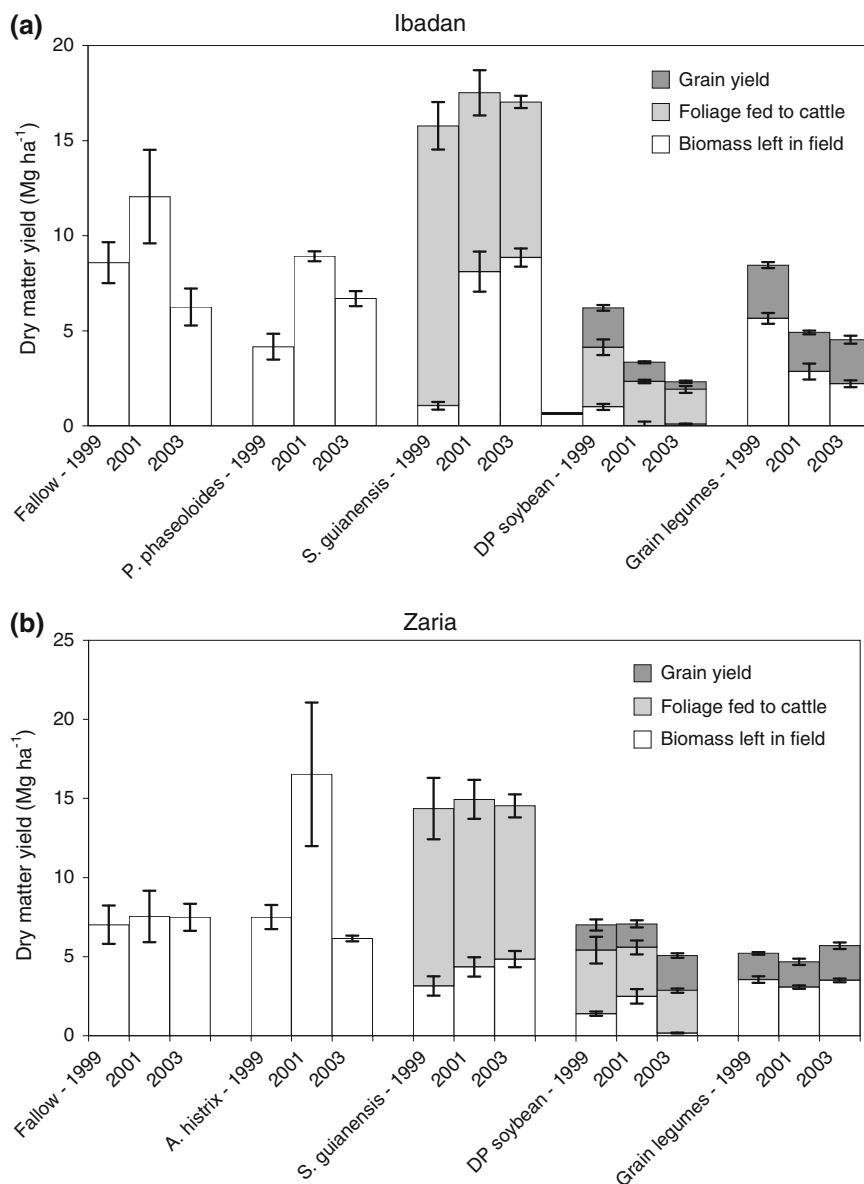 (a)
Ibadan
20
15
10
5
0
Dry matter yield (Mg ha-1)
Grain yield
Foliage fed to cattle
Biomass left in field
Fallow - 1999
2001
2003
P. phaseoloides - 1999
2001
2003
S. guianensis - 1999
2001
2003
DP soybean - 1999
2001
2003
Grain legumes - 1999
2001
2003
(b)
Zaria
25
20
15
10
5
0
Dry matter yield (Mg ha-1)
Grain yield
Foliage fed to cattle
Biomass left in field
Fallow - 1999
2001
2003
A. histrix - 1999
2001
2003
S. guianensis - 1999
2001
2003
DP soybean - 1999
2001
2003
Grain legumes - 1999
2001
2003